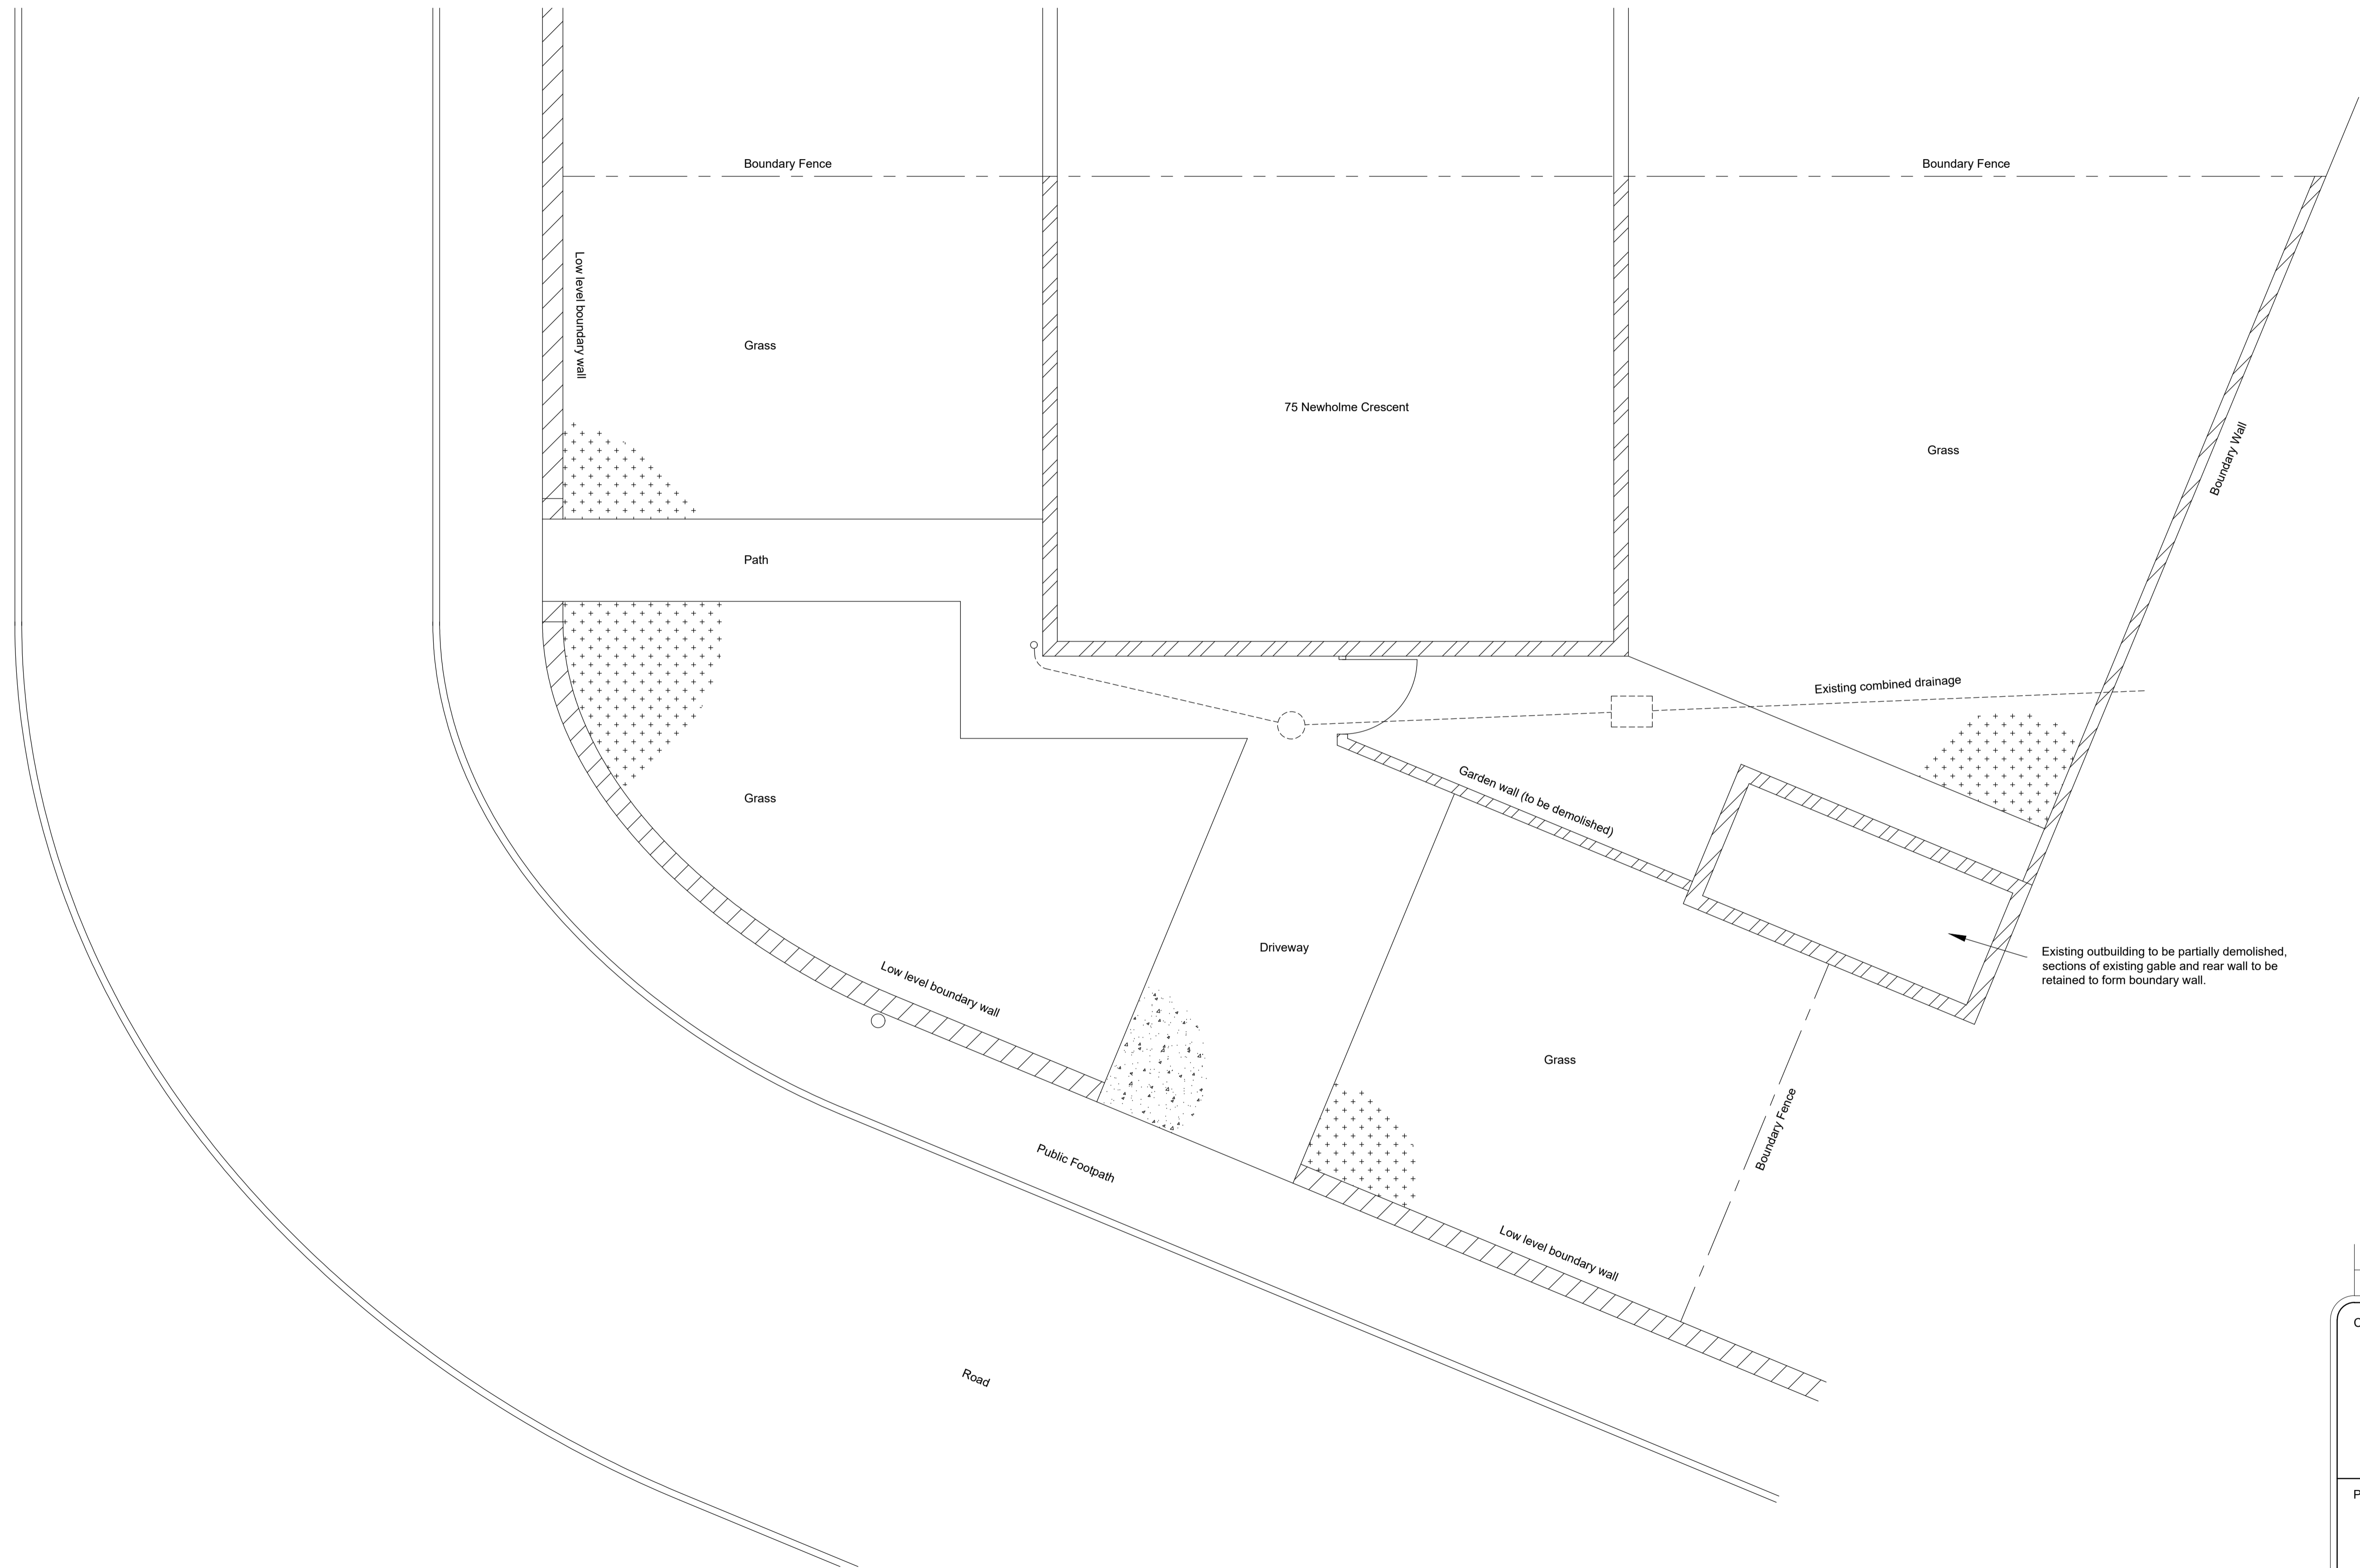 Boundary Fence
Boundary Fence
Low level boundary wall
Grass
75 Newholme Crescent
Grass
Boundary Wall
Path
Existing combined drainage
Garden wall (to be demolished)
Grass
Driveway
Existing outbuilding to be partially demolished,
sections of existing gable and rear wall to be
retained to form boundary wall.
Low level boundary wall
Grass
Boundary Fence
Public Footpath
Low level boundary wall
Road